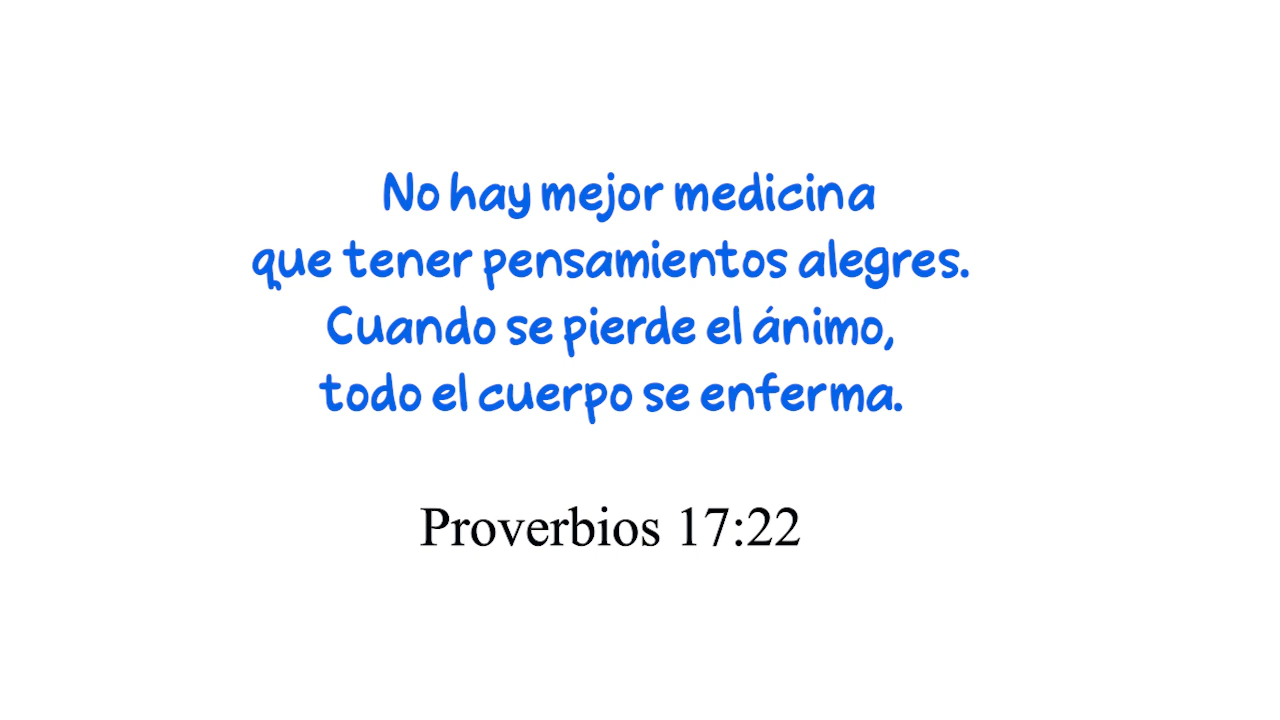 No hay mejor medicina
que tener pensamientos alegres.
Cuando se pierde el ánimo,
todo el cuerpo se enferma.
Proverbios 17:22